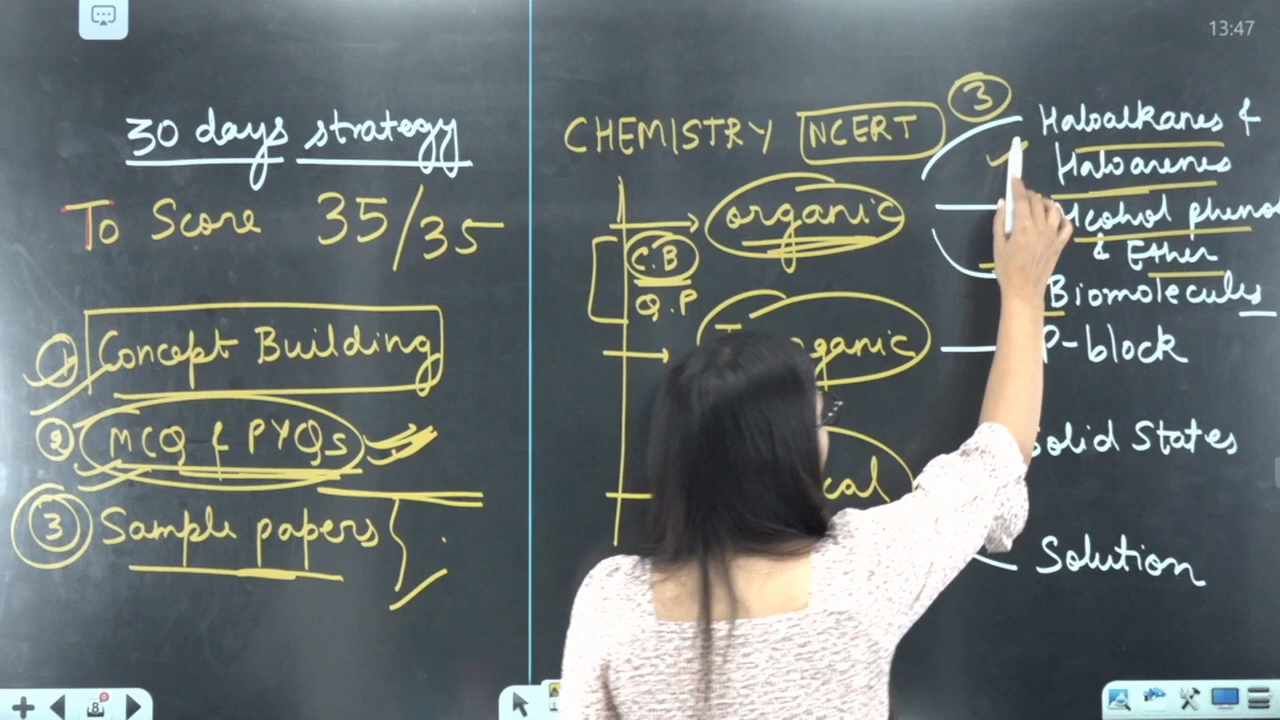 13:47
30 days strategy
To Score 35/35
1 Concept Building
2 MCQ & PYQs
3 Sample papers
CHEMISTRY NCERT
3
organic
C.B
Q.P
Haloalkanes &
Haloarenes
phenol
& Ether
Biomolecules
P-block
Solid States
Solution
8